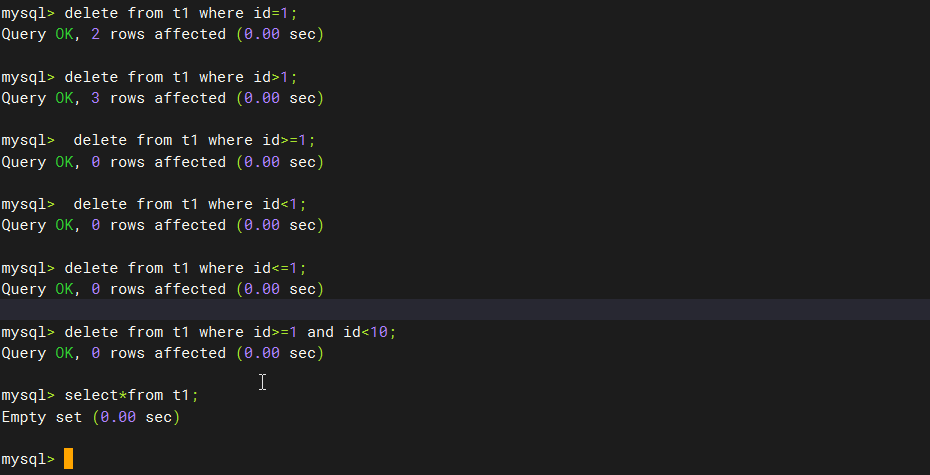 mysql> delete from t1 where id=1;
Query OK, 2 rows affected (0.00 sec)
mysql> delete from t1 where id>1;
Query OK, 3 rows affected (0.00 sec)
mysql>  delete from t1 where id>=1;
Query OK, 0 rows affected (0.00 sec)
mysql>  delete from t1 where id<1;
Query OK, 0 rows affected (0.00 sec)
mysql> delete from t1 where id<=1;
Query OK, 0 rows affected (0.00 sec)
mysql> delete from t1 where id>=1 and id<10;
Query OK, 0 rows affected (0.00 sec)
mysql> select*from t1;
Empty set (0.00 sec)
mysql>